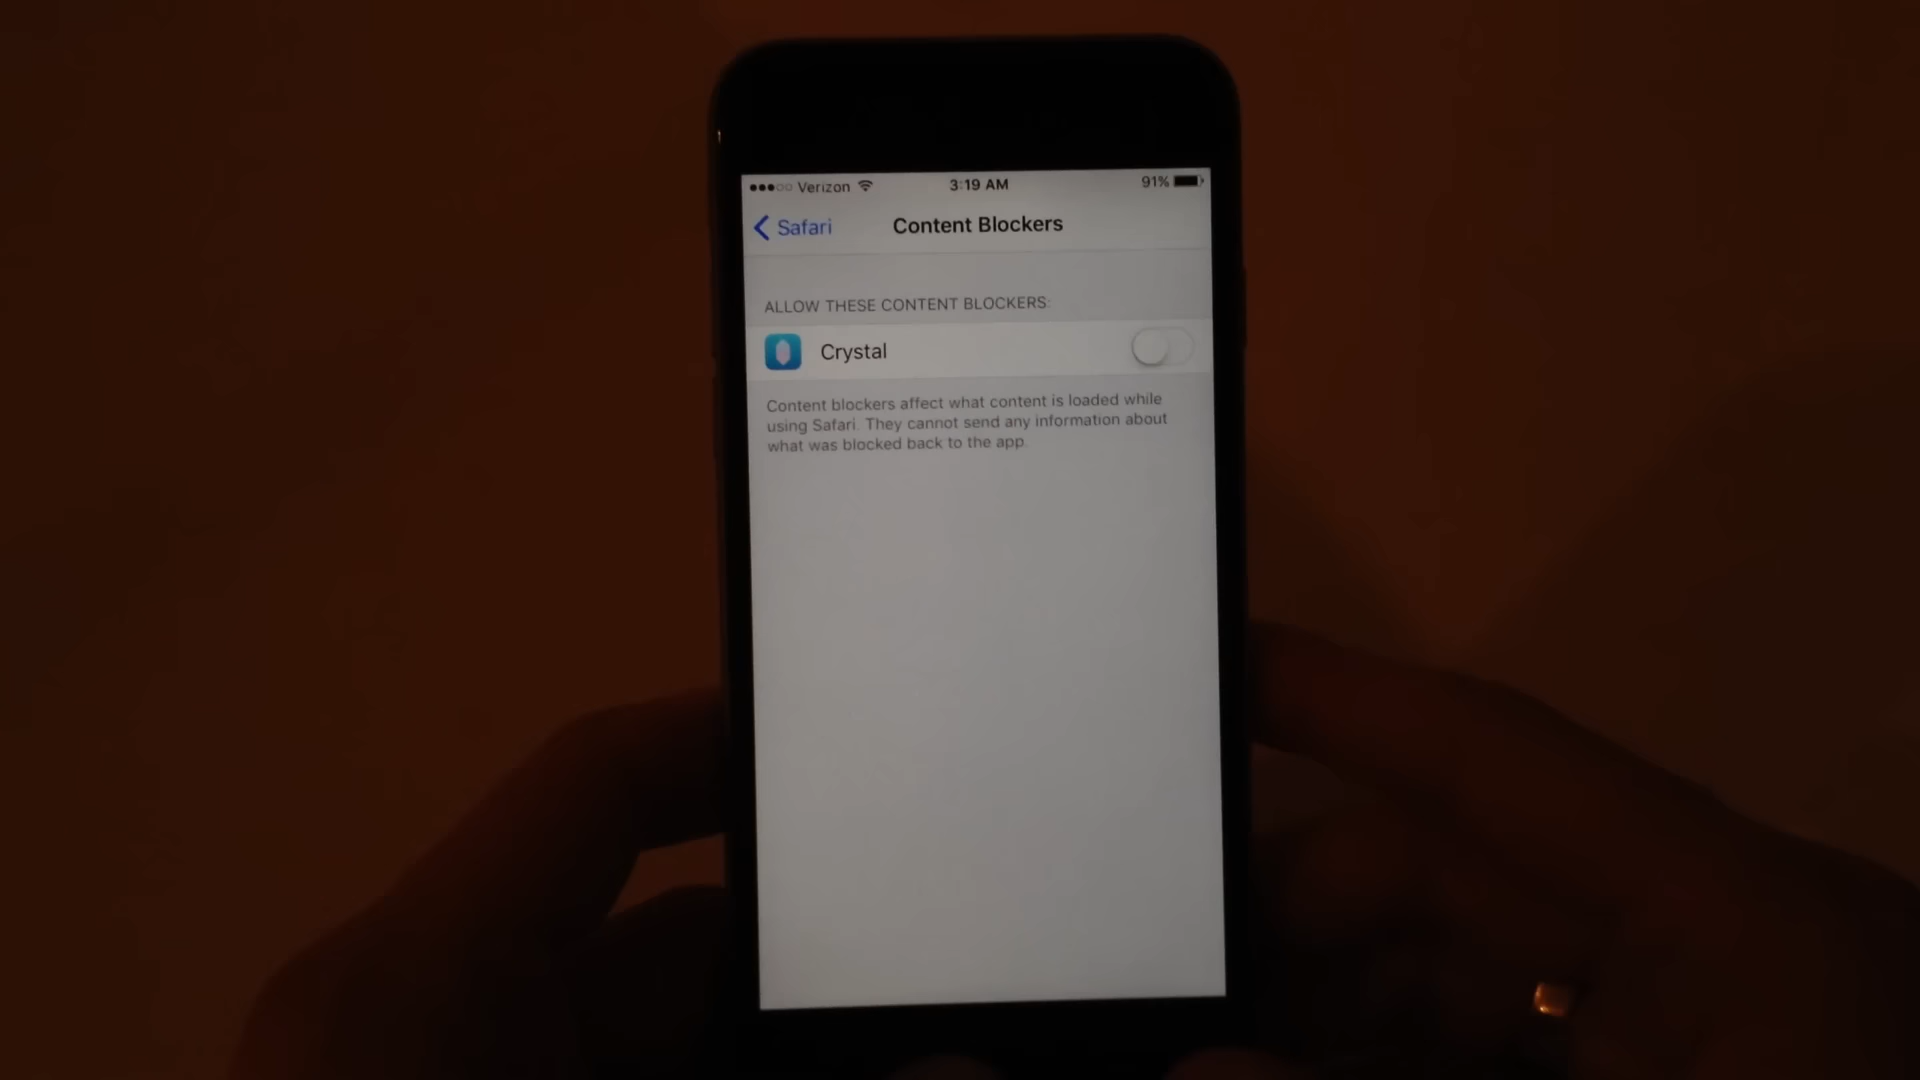 Verizon 3:19 AM 91%
Safari Content Blockers
ALLOW THESE CONTENT BLOCKERS:
Crystal
Content blockers affect what content is loaded while
using Safari. They cannot send any information about
what was blocked back to the app.